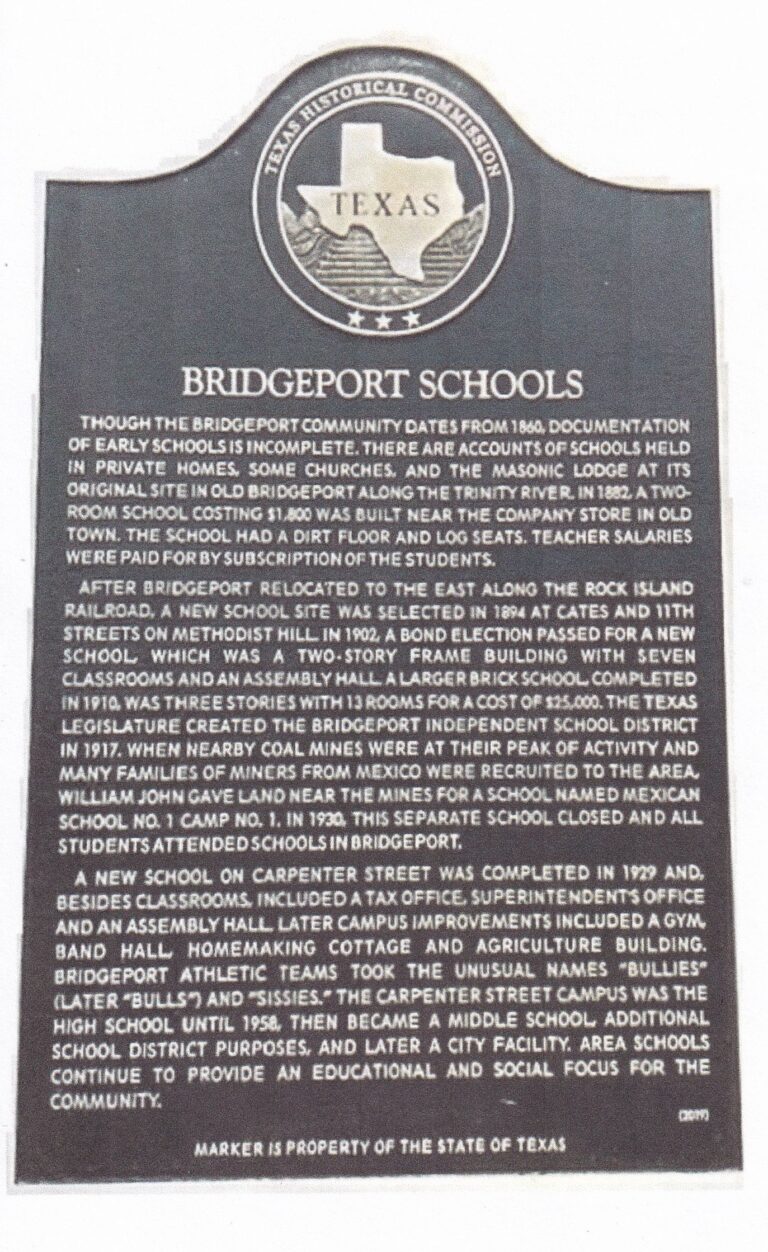 TEXAS HISTORICAL COMMISSION
TEXAS
BRIDGEPORT SCHOOLS
THOUGH THE BRIDGEPORT COMMUNITY DATES FROM 1860, DOCUMENTATION
OF EARLY SCHOOLS IS INCOMPLETE. THERE ARE ACCOUNTS OF SCHOOLS HELD
IN PRIVATE HOMES, SOME CHURCHES, AND THE MASONIC LODGE AT ITS
ORIGINAL SITE IN OLD BRIDGEPORT ALONG THE TRINITY RIVER. IN 1882, A TWO-
ROOM SCHOOL COSTING $1,800 WAS BUILT NEAR THE COMPANY STORE IN OLD
TOWN. THE SCHOOL HAD A DIRT FLOOR AND LOG SEATS. TEACHER SALARIES
WERE PAID FOR BY SUBSCRIPTION OF THE STUDENTS.
AFTER BRIDGEPORT RELOCATED TO THE EAST ALONG THE ROCK ISLAND
RAILROAD, A NEW SCHOOL SITE WAS SELECTED IN 1894 AT CATES AND 11TH
STREETS ON METHODIST HILL. IN 1902, A BOND ELECTION PASSED FOR A NEW
SCHOOL, WHICH WAS A TWO-STORY FRAME BUILDING WITH SEVEN
CLASSROOMS AND AN ASSEMBLY HALL. A LARGER BRICK SCHOOL, COMPLETED
IN 1910, WAS THREE STORIES WITH 13 ROOMS FOR A COST OF $25,000. THE TEXAS
LEGISLATURE CREATED THE BRIDGEPORT INDEPENDENT SCHOOL DISTRICT
IN 1917. WHEN NEARBY COAL MINES WERE AT THEIR PEAK OF ACTIVITY AND
MANY FAMILIES OF MINERS FROM MEXICO WERE RECRUITED TO THE AREA,
WILLIAM JOHN GAVE LAND NEAR THE MINES FOR A SCHOOL NAMED MEXICAN
SCHOOL NO. 1 CAMP NO. 1. IN 1930, THIS SEPARATE SCHOOL CLOSED AND ALL
STUDENTS ATTENDED SCHOOLS IN BRIDGEPORT.
A NEW SCHOOL ON CARPENTER STREET WAS COMPLETED IN 1929 AND,
BESIDES CLASSROOMS, INCLUDED A TAX OFFICE, SUPERINTENDENT'S OFFICE
AND AN ASSEMBLY HALL. LATER CAMPUS IMPROVEMENTS INCLUDED A GYM,
BAND HALL, HOMEMAKING COTTAGE AND AGRICULTURE BUILDING.
BRIDGEPORT ATHLETIC TEAMS TOOK THE UNUSUAL NAMES "BULLIES"
(LATER "BULLS") AND "SISSIES." THE CARPENTER STREET CAMPUS WAS THE
HIGH SCHOOL UNTIL 1958, THEN BECAME A MIDDLE SCHOOL, ADDITIONAL
SCHOOL DISTRICT PURPOSES, AND LATER A CITY FACILITY. AREA SCHOOLS
CONTINUE TO PROVIDE AN EDUCATIONAL AND SOCIAL FOCUS FOR THE
COMMUNITY.
MARKER IS PROPERTY OF THE STATE OF TEXAS